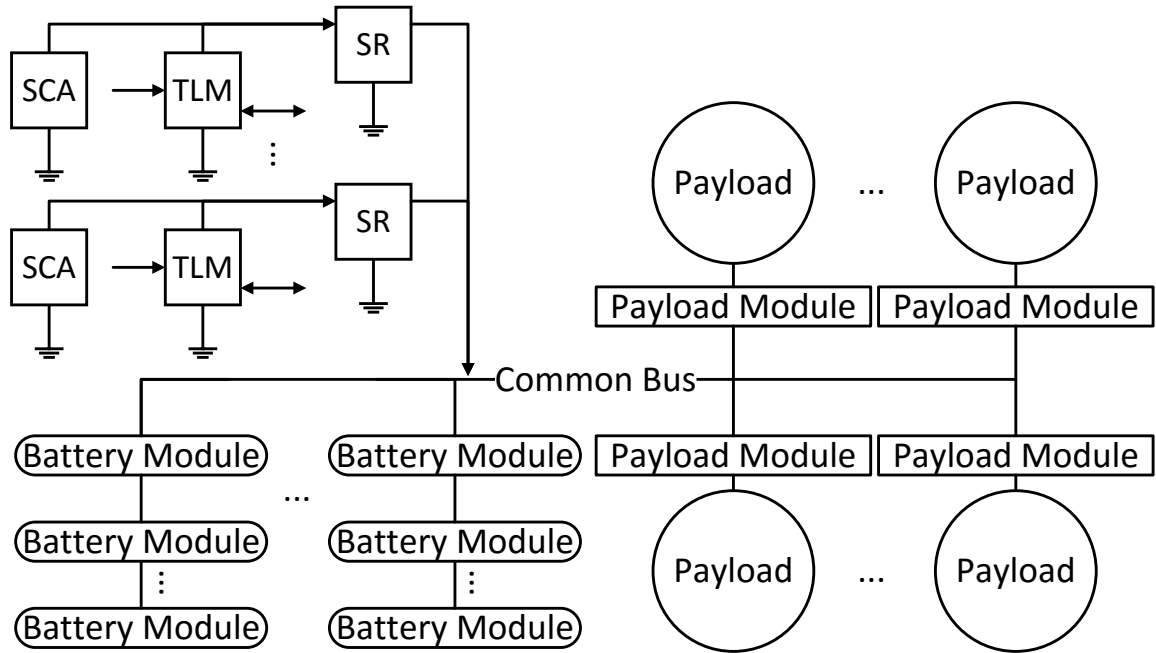 SR
SCA
TLM
⋮
Payload ... Payload
SR
SCA
TLM
Payload Module
Payload Module
Common Bus
Battery Module
Battery Module
Payload Module
Payload Module
...
Battery Module
Battery Module
Payload ... Payload
⋮
⋮
Battery Module
Battery Module